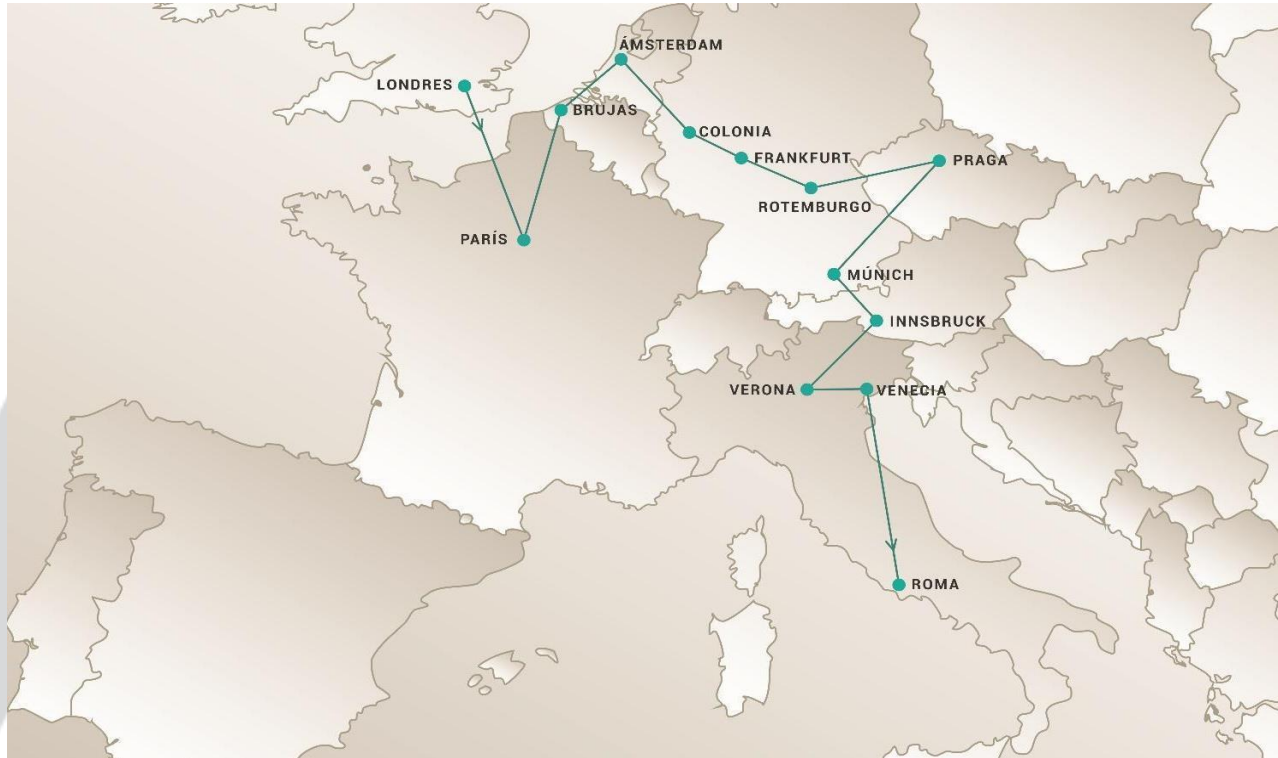 ÁMSTERDAM
LONDRES
BRUJAS
COLONIA
FRANKFURT
PRAGA
ROTEMBURGO
PARÍS
MÚNICH
INNSBRUCK
VERONA
VENECIA
ROMA